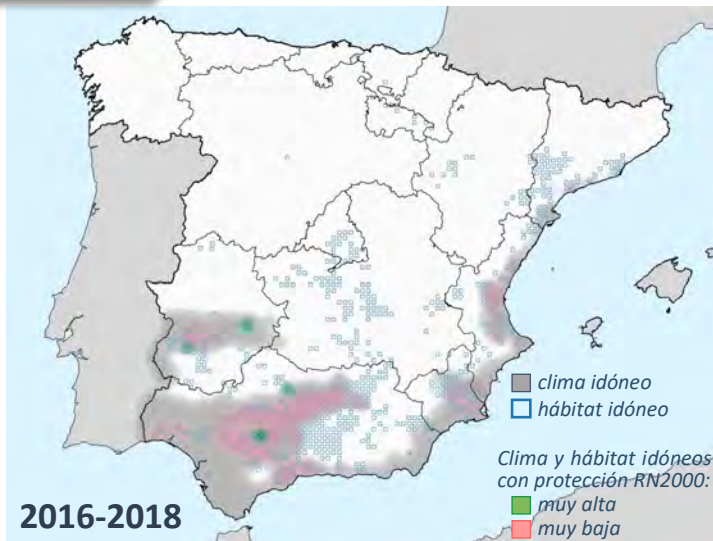 clima idóneo
hábitat idóneo
Clima y hábitat idóneos
con protección RN2000:
muy alta
muy baja
2016-2018